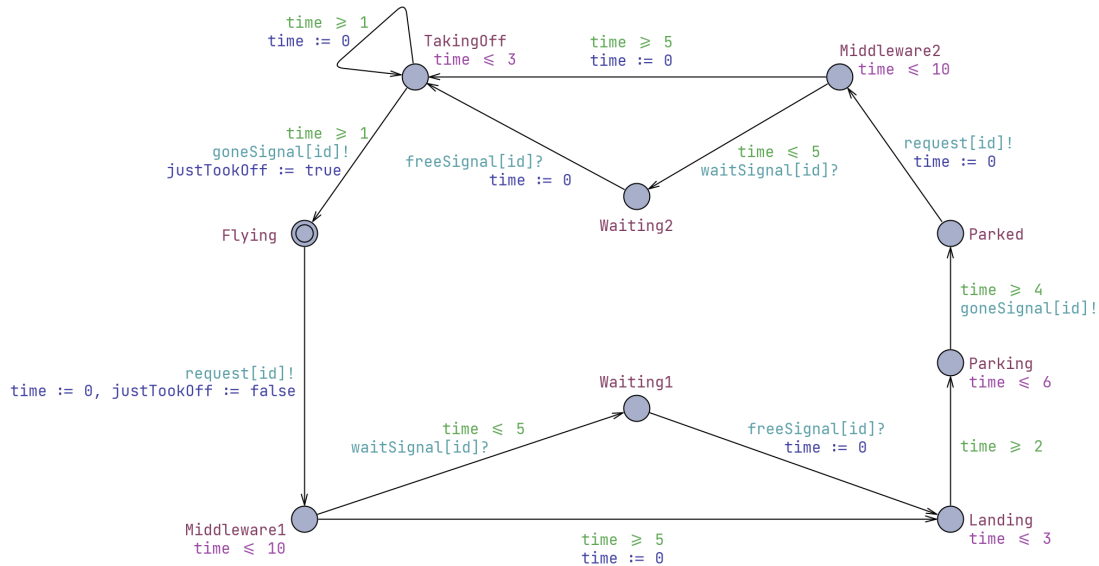 time ⩾ 1
time := 0
TakingOff
time ⩽ 3
time ⩾ 5
time := 0
Middleware2
time ⩽ 10
time ⩾ 1
goneSignal[id]!
justTookOff := true
freeSignal[id]?
time := 0
time ⩽ 5
waitSignal[id]?
request[id]!
time := 0
Waiting2
Flying
Parked
time ⩾ 4
goneSignal[id]!
request[id]!
time := 0, justTookOff := false
Waiting1
Parking
time ⩽ 6
time ⩽ 5
waitSignal[id]?
freeSignal[id]?
time := 0
time ⩾ 2
Middleware1
time ⩽ 10
time ⩾ 5
time := 0
Landing
time ⩽ 3